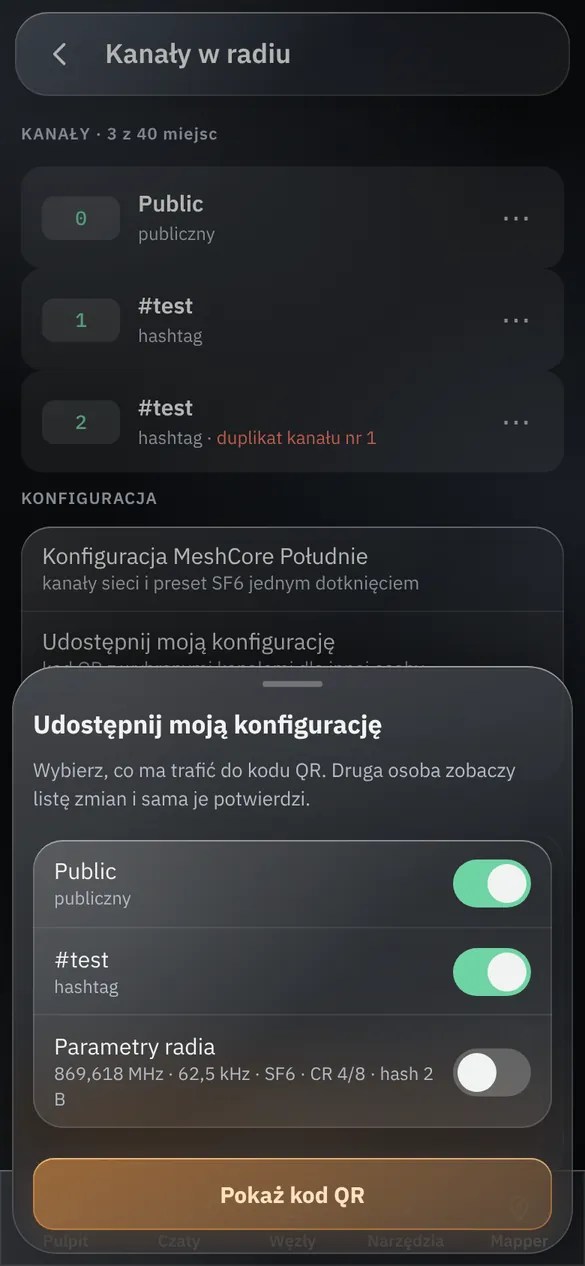 Kanały w radiu
KANAŁY · 3 z 40 miejsc
0
Public
publiczny
...
1
#test
hashtag
...
2
#test
hashtag · duplikat kanału nr 1
...
KONFIGURACJA
Konfiguracja MeshCore Południe
kanały sieci i preset SF6 jednym dotknięciem
Udostępnij moją konfigurację
Udostępnij moją konfigurację
Wybierz, co ma trafić do kodu QR. Druga osoba zobaczy
listę zmian i sama je potwierdzi.
Public
publiczny
#test
hashtag
Parametry radia
869,618 MHz · 62,5 kHz · SF6 · CR 4/8 · hash 2
B
Pokaż kod QR
Pulpit
Czaty
Węzły
Narzędzia
Mapper